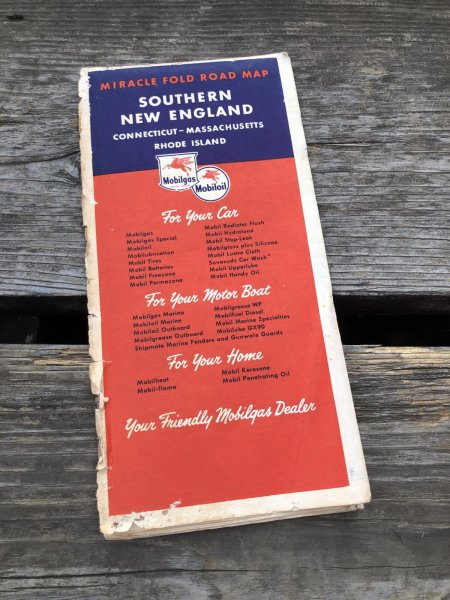 MIRACLE FOLD ROAD MAP
SOUTHERN
NEW ENGLAND
CONNECTICUT - MASSACHUSETTS
RHODE ISLAND
Mobilgas
Mobiloil
For Your Car
Mobilgas
Mobilgas Special
Mobiloil
Mobilubrication
Mobil Tires
Mobil Batteries
Mobil Freezone
Mobil Permazone
Mobil Radiator Flush
Mobil Hydrotone
Mobil Stop-Leak
Mobilgloss plus Silicone
Mobil Lustre Cloth
Sovasuds Car Wash
Mobil Upperlube
Mobil Handy Oil
For Your Motor Boat
Mobilgas Marine
Mobiloil Marine
Mobiloil Outboard
Mobilgrease Outboard
Mobilgrease WP
Mobilfuel Diesel
Mobil Marine Specialties
Mobilube GX90
Shipmate Marine Fenders and Gunwale Guards
For Your Home
Mobilheat
Mobil-flame
Mobil Kerosene
Mobil Penetrating Oil
Your Friendly Mobilgas Dealer